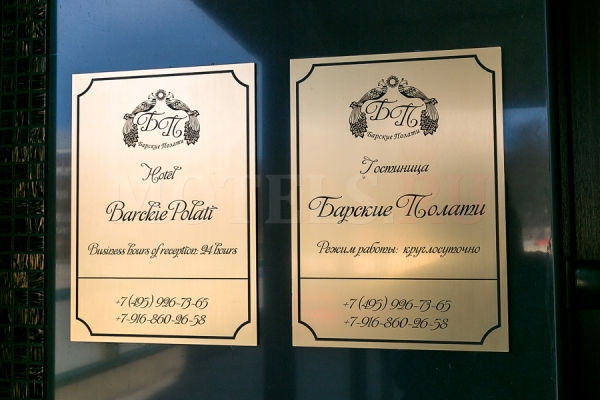 БП
Барские Полати
Hotel
Barckie Polati
Business hours of reception: 24 hours
+7 (495) 926-73-65
+7-916-860-26-58
БП
Барские Полати
Гостиница
Барские Полати
Режим работы: круглосуточно
+7 (495) 926-73-65
+7-916-860-26-58